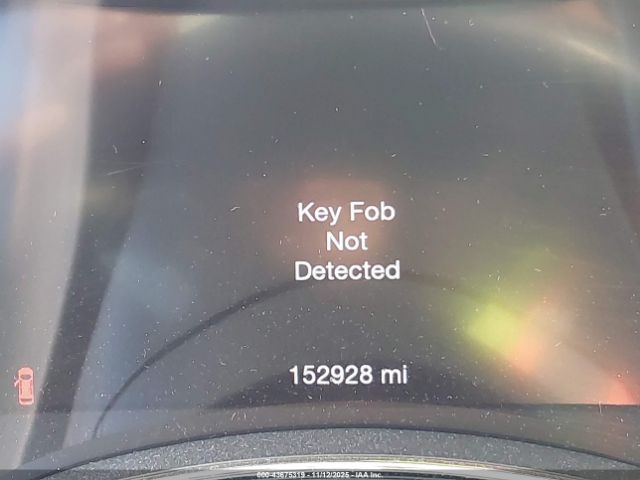 Key Fob
Not
Detected
152928 mi
000-43675319 - 11/12/2025 - IAA Inc.